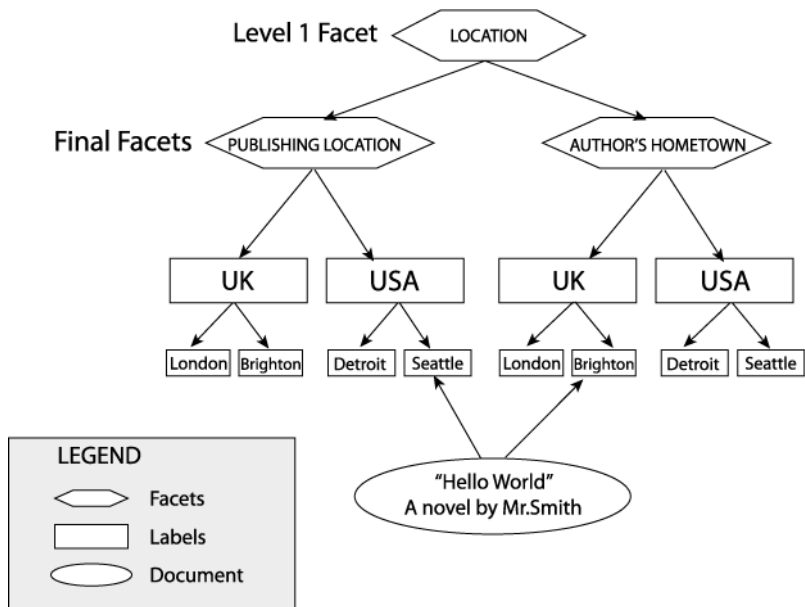 Level 1 Facet
LOCATION
Final Facets
PUBLISHING LOCATION
AUTHOR'S HOMETOWN
UK
USA
UK
USA
London
Brighton
Detroit
Seattle
London
Brighton
Detroit
Seattle
"Hello World"
A novel by Mr.Smith
LEGEND
Facets
Labels
Document